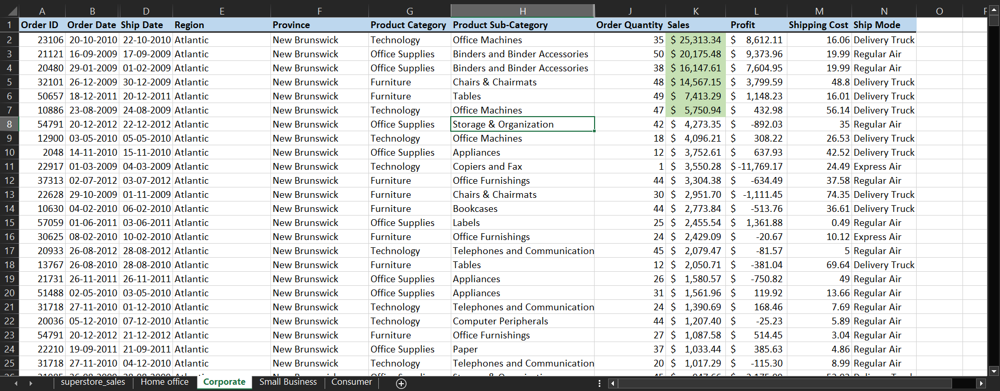 A B D E F G H J K L M N O
1 Order ID Order Date Ship Date Region Province Product Category Product Sub-Category Order Quantity Sales Profit Shipping Cost Ship Mode
2 23106 20-10-2010 22-10-2010 Atlantic New Brunswick Technology Office Machines 35 $ 25,313.34 $ 8,612.11 16.06 Delivery Truck
3 21121 16-09-2009 17-09-2009 Atlantic New Brunswick Office Supplies Binders and Binder Accessories 50 $ 20,175.48 $ 9,373.96 19.99 Regular Air
4 20480 29-01-2009 01-02-2009 Atlantic New Brunswick Office Supplies Binders and Binder Accessories 38 $ 16,147.61 $ 7,604.95 19.99 Regular Air
5 32101 26-12-2009 30-12-2009 Atlantic New Brunswick Furniture Chairs & Chairmats 48 $ 14,567.15 $ 3,799.59 48.8 Delivery Truck
6 50657 18-12-2011 20-12-2011 Atlantic New Brunswick Furniture Tables 49 $ 7,413.29 $ 1,148.23 16.01 Delivery Truck
7 10886 23-08-2009 24-08-2009 Atlantic New Brunswick Technology Office Machines 47 $ 5,750.94 $ 432.98 56.14 Delivery Truck
8 54791 20-12-2012 22-12-2012 Atlantic New Brunswick Office Supplies Storage & Organization 42 $ 4,273.35 $ -892.03 35 Regular Air
9 12900 03-05-2010 05-05-2010 Atlantic New Brunswick Technology Office Machines 18 $ 4,096.21 $ 308.22 26.53 Delivery Truck
10 2048 14-11-2010 15-11-2010 Atlantic New Brunswick Office Supplies Appliances 12 $ 3,752.61 $ 637.93 42.52 Delivery Truck
11 22917 01-03-2009 04-03-2009 Atlantic New Brunswick Technology Copiers and Fax 1 $ 3,550.28 $ -11,769.17 24.49 Express Air
12 37313 02-07-2012 03-07-2012 Atlantic New Brunswick Furniture Office Furnishings 44 $ 3,304.38 $ -634.49 37.58 Regular Air
13 22628 29-10-2009 01-11-2009 Atlantic New Brunswick Furniture Chairs & Chairmats 30 $ 2,951.70 $ -1,111.45 74.35 Delivery Truck
14 10630 04-02-2010 06-02-2010 Atlantic New Brunswick Furniture Bookcases 44 $ 2,773.84 $ -513.76 36.61 Delivery Truck
15 57059 01-06-2011 03-06-2011 Atlantic New Brunswick Office Supplies Labels 25 $ 2,455.54 $ 1,361.88 0.49 Regular Air
16 30625 08-02-2010 10-02-2010 Atlantic New Brunswick Furniture Office Furnishings 24 $ 2,429.09 $ -20.67 10.12 Express Air
17 20933 26-08-2012 28-08-2012 Atlantic New Brunswick Technology Telephones and Communication 45 $ 2,079.47 $ -81.57 5 Regular Air
18 13767 26-08-2010 28-08-2010 Atlantic New Brunswick Furniture Tables 12 $ 2,050.71 $ -381.04 69.64 Delivery Truck
19 21731 26-11-2011 26-11-2011 Atlantic New Brunswick Office Supplies Appliances 26 $ 1,580.57 $ -750.82 49 Regular Air
20 51488 02-05-2010 03-05-2010 Atlantic New Brunswick Office Supplies Appliances 31 $ 1,561.96 $ 119.92 13.66 Regular Air
21 31718 27-11-2010 01-12-2010 Atlantic New Brunswick Technology Telephones and Communication 24 $ 1,390.69 $ 168.46 7.69 Regular Air
22 20036 05-12-2010 07-12-2010 Atlantic New Brunswick Technology Computer Peripherals 44 $ 1,207.40 $ -25.23 5.89 Regular Air
23 54791 20-12-2012 21-12-2012 Atlantic New Brunswick Furniture Office Furnishings 27 $ 1,087.58 $ 514.45 3.04 Regular Air
24 22210 19-09-2011 21-09-2011 Atlantic New Brunswick Office Supplies Paper 37 $ 1,033.44 $ 385.63 4.86 Regular Air
25 31718 27-11-2010 04-12-2010 Atlantic New Brunswick Technology Telephones and Communication 20 $ 1,017.29 $ -115.30 8.99 Regular Air
superstore_sales Home office Corporate Small Business Consumer